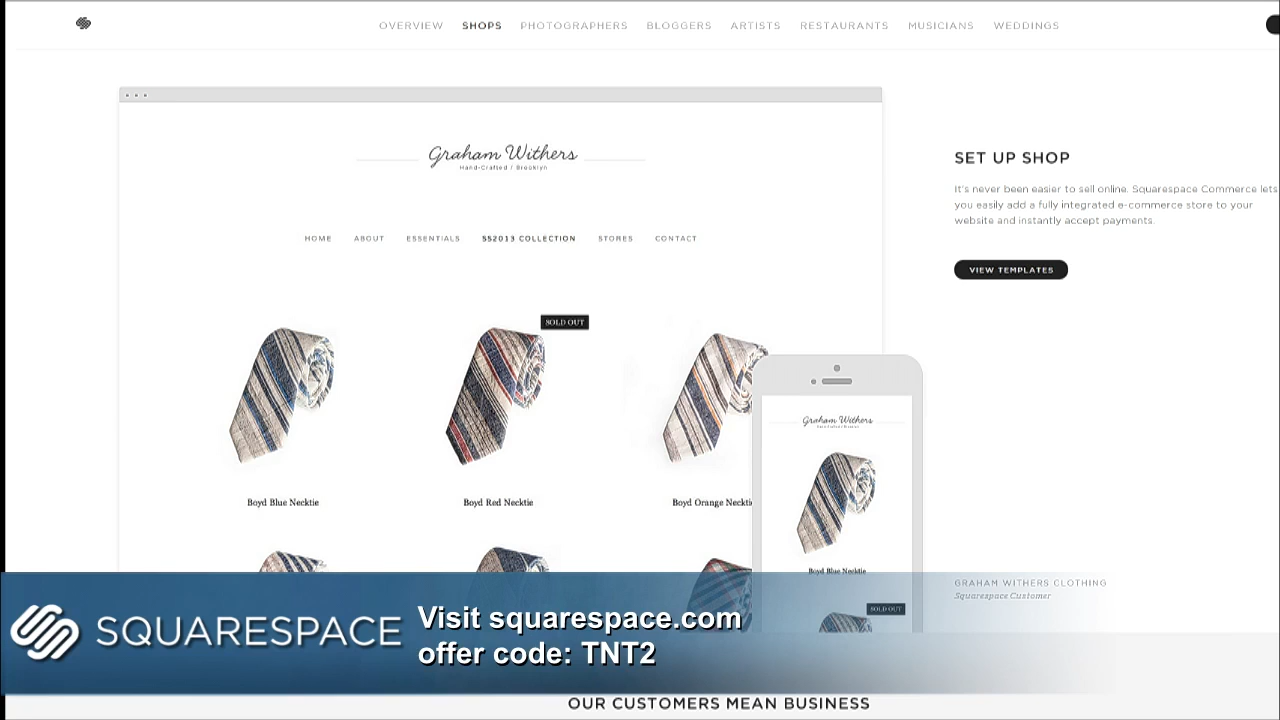 OVERVIEW SHOPS PHOTOGRAPHERS BLOGGERS ARTISTS RESTAURANTS MUSICIANS WEDDINGS
Graham Withers
Hand-Crafted / Brooklyn
HOME ABOUT ESSENTIALS SS2013 COLLECTION STORES CONTACT
SOLD OUT
Boyd Blue Necktie
Boyd Red Necktie
Boyd Orange Neckti
SET UP SHOP
It's never been easier to sell online. Squarespace Commerce lets
you easily add a fully integrated e-commerce store to your
website and instantly accept payments.
VIEW TEMPLATES
Graham Withers
Boyd Blue Necktie
SOLD OUT
GRAHAM WITHERS CLOTHING
Squarespace Customer
SQUARESPACE
Visit squarespace.com
offer code: TNT2
OUR CUSTOMERS MEAN BUSINESS